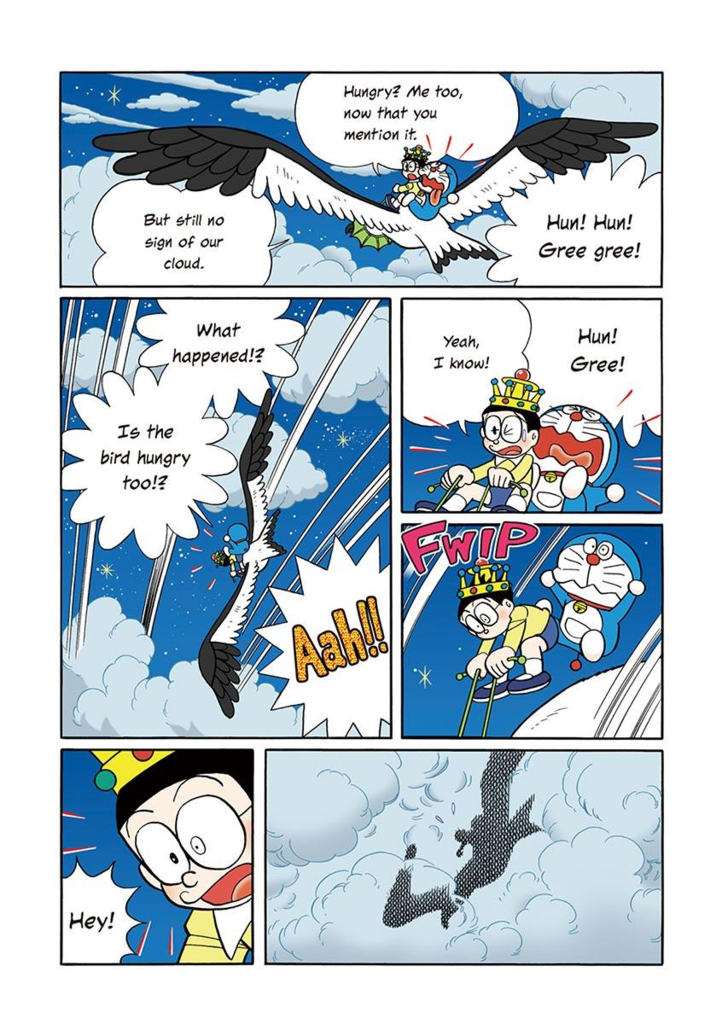 Hungry? Me too,
now that you
mention it.
But still no
sign of our
cloud.
Hun! Hun!
Gree gree!
What
happened!?
Is the
bird hungry
too!?
Aah!!
Yeah,
I know!
Hun!
Gree!
FWIP
Hey!